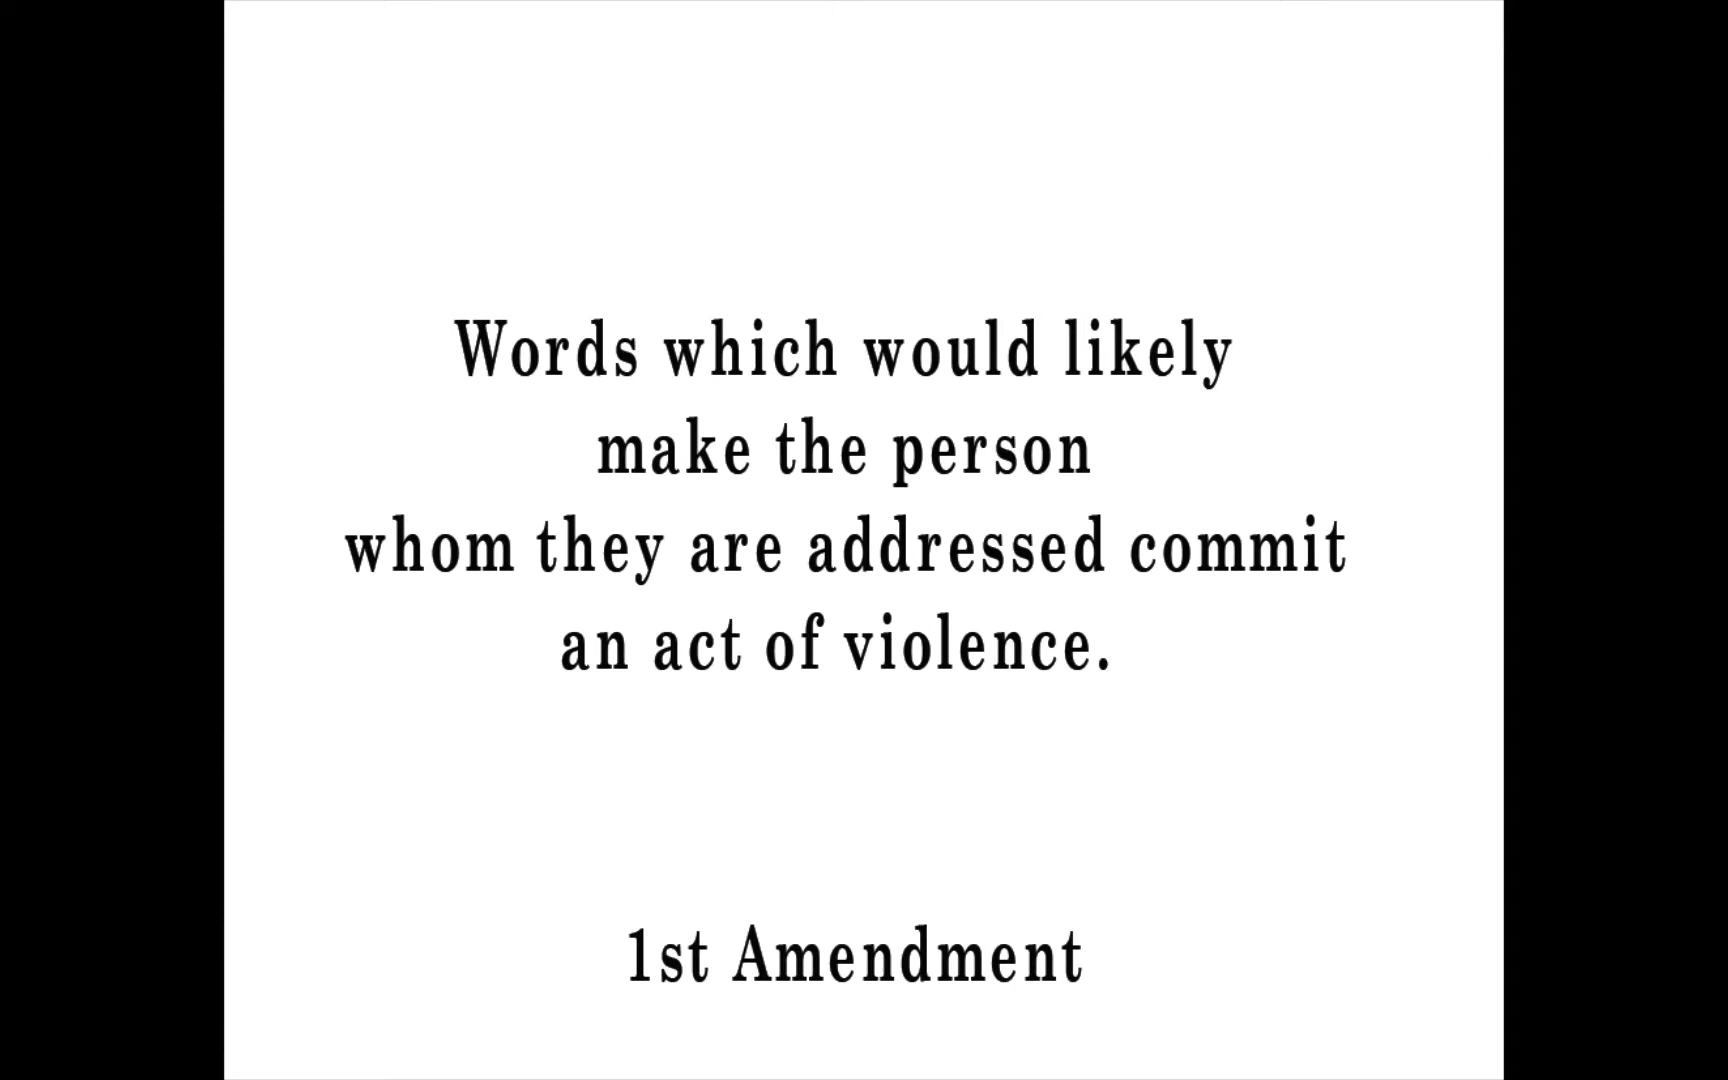 Words which would likely
make the person
whom they are addressed commit
an act of violence.
1st Amendment